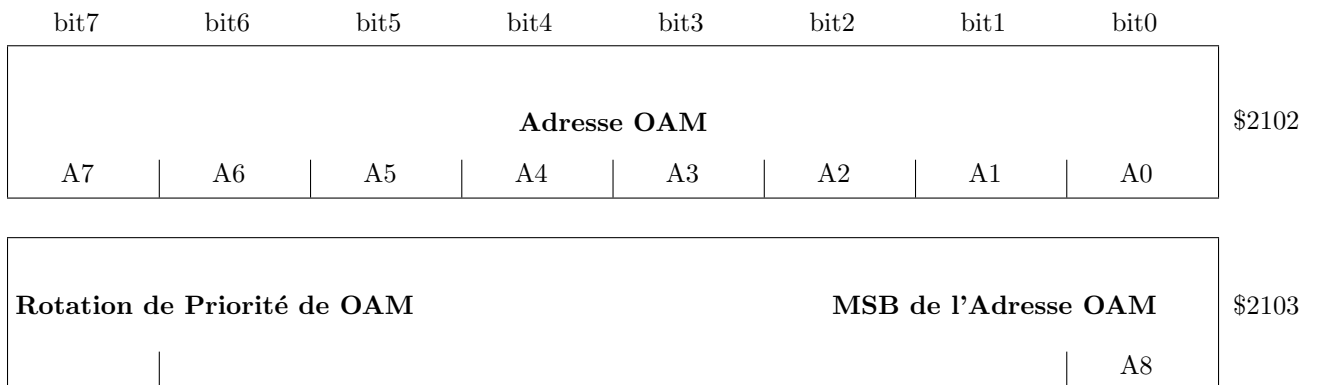 bit7 bit6 bit5 bit4 bit3 bit2 bit1 bit0
Adresse OAM $2102
A7 A6 A5 A4 A3 A2 A1 A0
Rotation de Priorité de OAM MSB de l'Adresse OAM $2103
A8